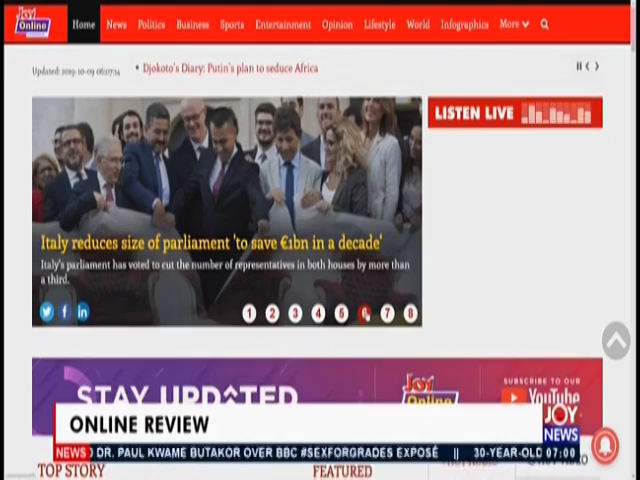 JOY
Online
Home News Politics Business Sports Entertainment Opinion Lifestyle World Infographics More
Updated: 2019-10-09 06:07:14
• Djokoto's Diary: Putin's plan to seduce Africa
LISTEN LIVE
Italy reduces size of parliament 'to save €1bn in a decade'
Italy's parliament has voted to cut the number of representatives in both houses by more than
a third.
1 2 3 4 5 6 7 8
STAY UPDATED
JOY
Online
SUBSCRIBE TO OUR
YouTube
ONLINE REVIEW
JOY
NEWS
NEWS DR. PAUL KWAME BUTAKOR OVER BBC #SEXFORGRADES EXPOSÉ || 30-YEAR-OLD 07:00
TOP STORY
FEATURED